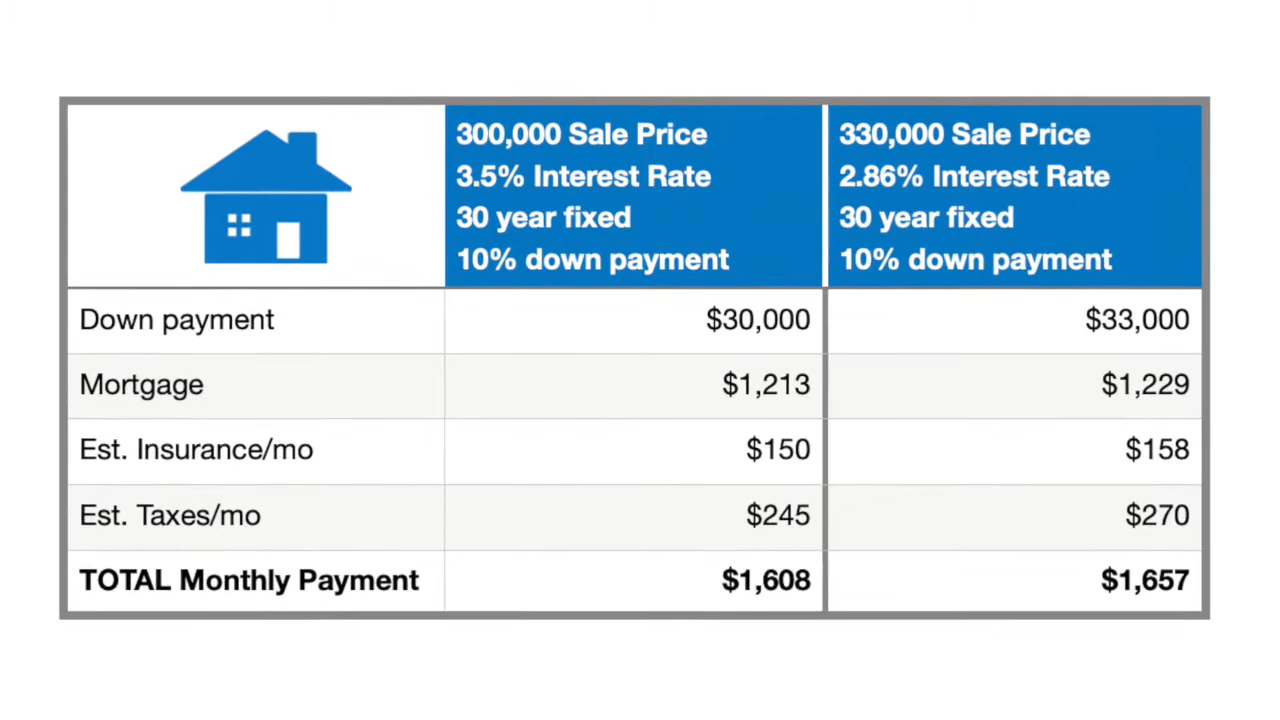 300,000 Sale Price
3.5% Interest Rate
30 year fixed
10% down payment
330,000 Sale Price
2.86% Interest Rate
30 year fixed
10% down payment
Down payment $30,000 $33,000
Mortgage $1,213 $1,229
Est. Insurance/mo $150 $158
Est. Taxes/mo $245 $270
TOTAL Monthly Payment $1,608 $1,657